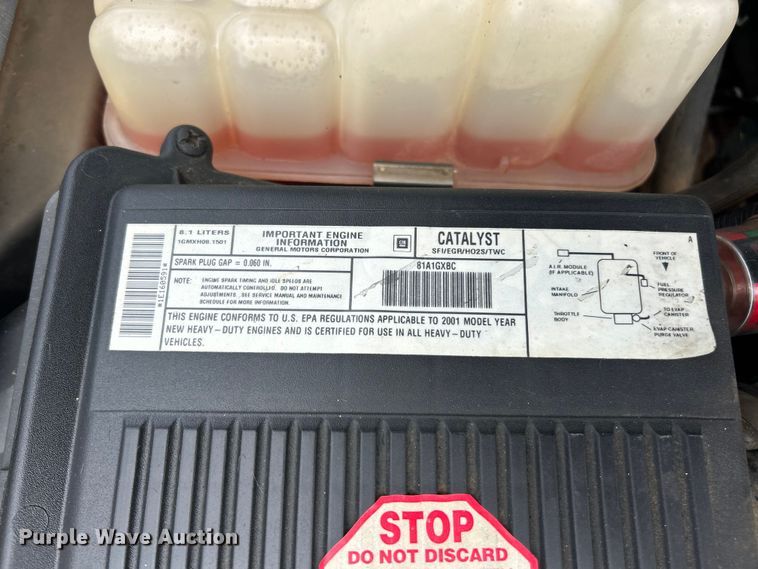 8.1 LITERS
1GMXH08.1501
IMPORTANT ENGINE
INFORMATION
GENERAL MOTORS CORPORATION
GM
CATALYST
SFI/EGR/HO2S/TWC
SPARK PLUG GAP = 0.060 IN.
NOTE: ENGINE SPARK TIMING AND IDLE SPEEDS ARE
AUTOMATICALLY CONTROLLED. DO NOT ATTEMPT
ADJUSTMENTS. SEE SERVICE MANUAL AND MAINTENANCE
SCHEDULE FOR MORE INFORMATION.
81A1GXBC
THIS ENGINE CONFORMS TO U.S. EPA REGULATIONS APPLICABLE TO 2001 MODEL YEAR
NEW HEAVY-DUTY ENGINES AND IS CERTIFIED FOR USE IN ALL HEAVY-DUTY
VEHICLES.
*1E160591*
A
A.I.R. MODULE
(IF APPLICABLE)
FRONT OF
VEHICLE
INTAKE
MANIFOLD
FUEL
PRESSURE
REGULATOR
THROTTLE
BODY
TO EVAP
CANISTER
EVAP CANISTER
PURGE VALVE
STOP
DO NOT DISCARD
Purple Wave Auction